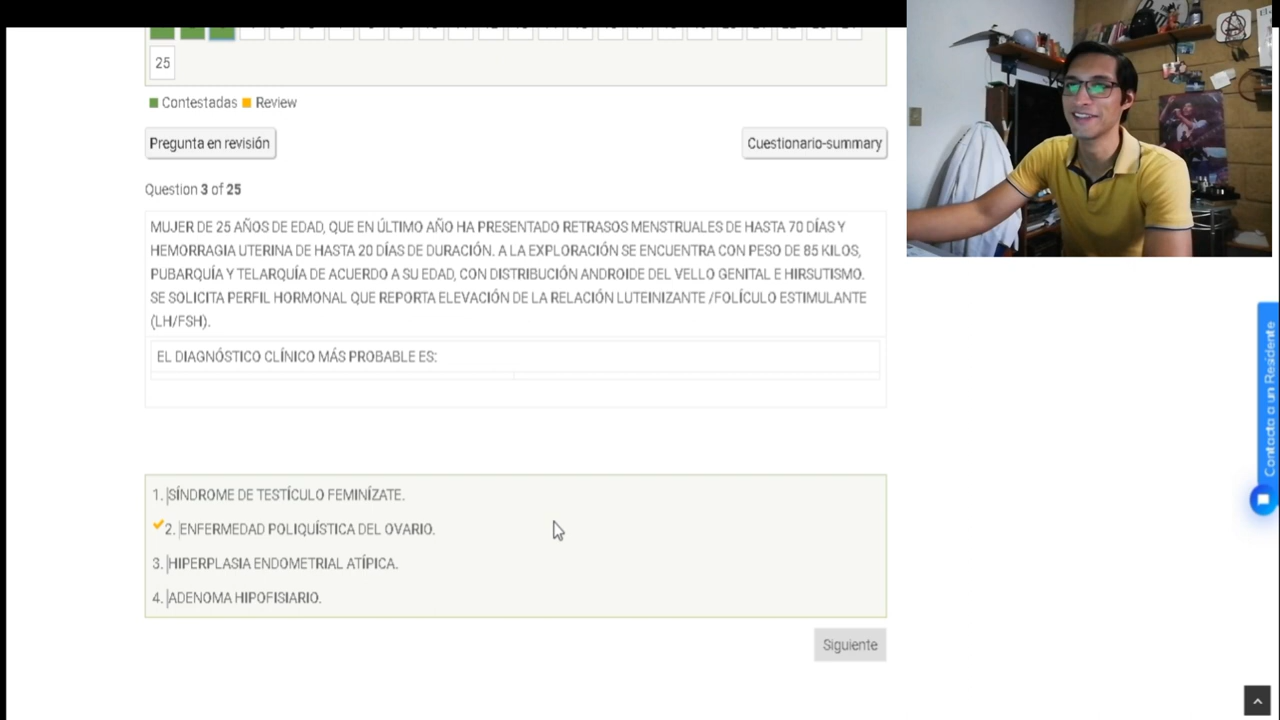 25
Contestadas Review
Pregunta en revisión
Cuestionario-summary
Question 3 of 25
MUJER DE 25 AÑOS DE EDAD, QUE EN ÚLTIMO AÑO HA PRESENTADO RETRASOS MENSTRUALES DE HASTA 70 DÍAS Y
HEMORRAGIA UTERINA DE HASTA 20 DÍAS DE DURACIÓN. A LA EXPLORACIÓN SE ENCUENTRA CON PESO DE 85 KILOS,
PUBARQUÍA Y TELARQUÍA DE ACUERDO A SU EDAD, CON DISTRIBUCIÓN ANDROIDE DEL VELLO GENITAL E HIRSUTISMO.
SE SOLICITA PERFIL HORMONAL QUE REPORTA ELEVACIÓN DE LA RELACIÓN LUTEINIZANTE /FOLÍCULO ESTIMULANTE
(LH/FSH).
EL DIAGNÓSTICO CLÍNICO MÁS PROBABLE ES:
1. SÍNDROME DE TESTÍCULO FEMINÍZATE.
2. ENFERMEDAD POLIQUÍSTICA DEL OVARIO.
3. HIPERPLASIA ENDOMETRIAL ATÍPICA.
4. ADENOMA HIPOFISIARIO.
Siguiente
Contacta a un Residente